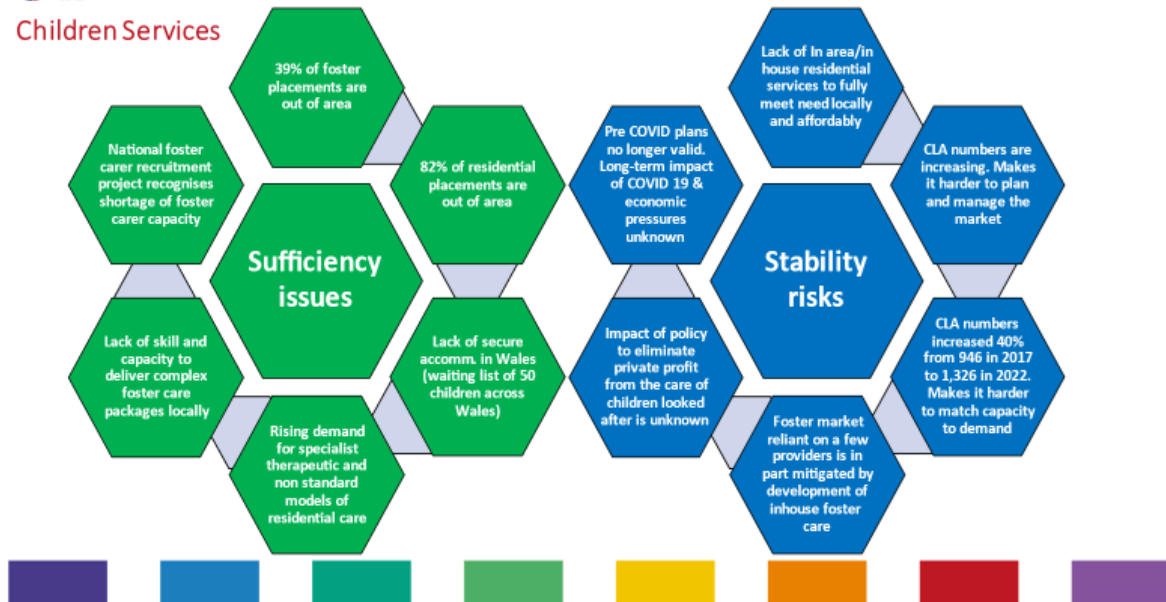 Children Services
39% of foster
placements are
out of area
82% of residential
placements are
out of area
Lack of secure
accomm. in Wales
(waiting list of 50
children across
Wales)
Rising demand
for specialist
therapeutic and
non standard
models of
residential care
Lack of skill and
capacity to
deliver complex
foster care
packages locally
National foster
carer recruitment
project recognises
shortage of foster
carer capacity
Sufficiency
issues
Lack of In area/in
house residential
services to fully
meet need locally
and affordably
CLA numbers are
increasing. Makes
it harder to plan
and manage the
market
CLA numbers
increased 40%
from 946 in 2017
to 1,326 in 2022.
Makes it harder
to match capacity
to demand
Foster market
reliant on a few
providers is in
part mitigated by
development of
inhouse foster
care
Impact of policy
to eliminate
private profit
from the care of
children looked
after is unknown
Pre COVID plans
no longer valid.
Long-term impact
of COVID 19 &
economic
pressures
unknown
Stability
risks